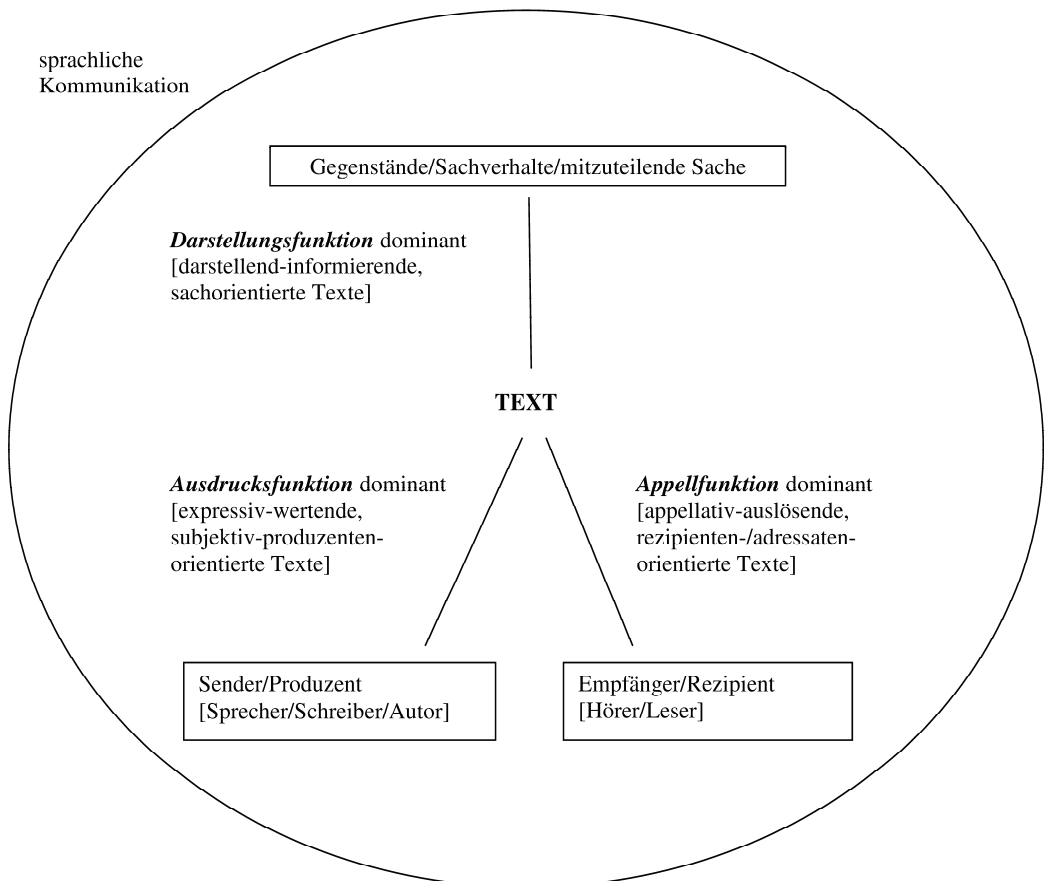 sprachliche
Kommunikation
Gegenstände/Sachverhalte/mitzuteilende Sache
Darstellungsfunktion dominant
[darstellend-informierende,
sachorientierte Texte]
TEXT
Ausdrucksfunktion dominant
[expressiv-wertende,
subjektiv-produzenten-
orientierte Texte]
Appellfunktion dominant
[appellativ-auslösende,
rezipienten-/adressaten-
orientierte Texte]
Sender/Produzent
[Sprecher/Schreiber/Autor]
Empfänger/Rezipient
[Hörer/Leser]